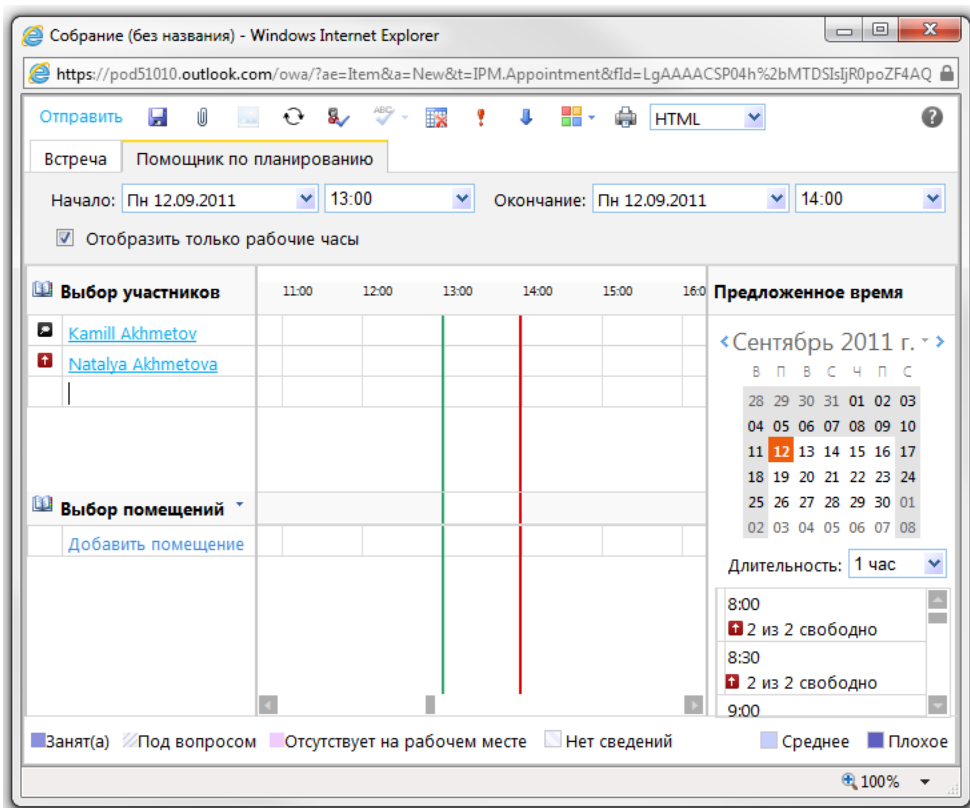 Собрание (без названия) - Windows Internet Explorer
https://pod51010.outlook.com/owa/?ae=Item&a=New&t=IPM.Appointment&fId=LgAAAACSP04h%2bMTDSIsIjR0poZF4AQ
Отправить ABC HTML
Встреча Помощник по планированию
Начало: Пн 12.09.2011 13:00 Окончание: Пн 12.09.2011 14:00
Отобразить только рабочие часы
Выбор участников 11:00 12:00 13:00 14:00 15:00 16:0 Предложенное время
Kamill Akhmetov
Natalya Akhmetova
Сентябрь 2011 г.
В П В С Ч П С
28 29 30 31 01 02 03
04 05 06 07 08 09 10
11 12 13 14 15 16 17
18 19 20 21 22 23 24
25 26 27 28 29 30 01
02 03 04 05 06 07 08
Выбор помещений
Добавить помещение
Длительность: 1 час
8:00
2 из 2 свободно
8:30
2 из 2 свободно
9:00
Занят(а) Под вопросом Отсутствует на рабочем месте Нет сведений Среднее Плохое
100%